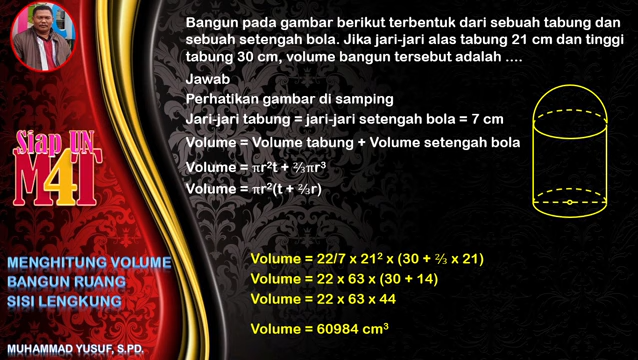 Bangun pada gambar berikut terbentuk dari sebuah tabung dan
sebuah setengah bola. Jika jari-jari alas tabung 21 cm dan tinggi
tabung 30 cm, volume bangun tersebut adalah ....
Jawab
Perhatikan gambar di samping
Jari-jari tabung = jari-jari setengah bola = 7 cm
Volume = Volume tabung + Volume setengah bola
Volume = πr²t + ⅔πr³
Volume = πr²(t + ⅔r)
Siap UN
M4T
MENGHITUNG VOLUME
BANGUN RUANG
SISI LENGKUNG
Volume = 22/7 x 21² x (30 + ⅔ x 21)
Volume = 22 x 63 x (30 + 14)
Volume = 22 x 63 x 44
Volume = 60984 cm³
MUHAMMAD YUSUF, S.PD.